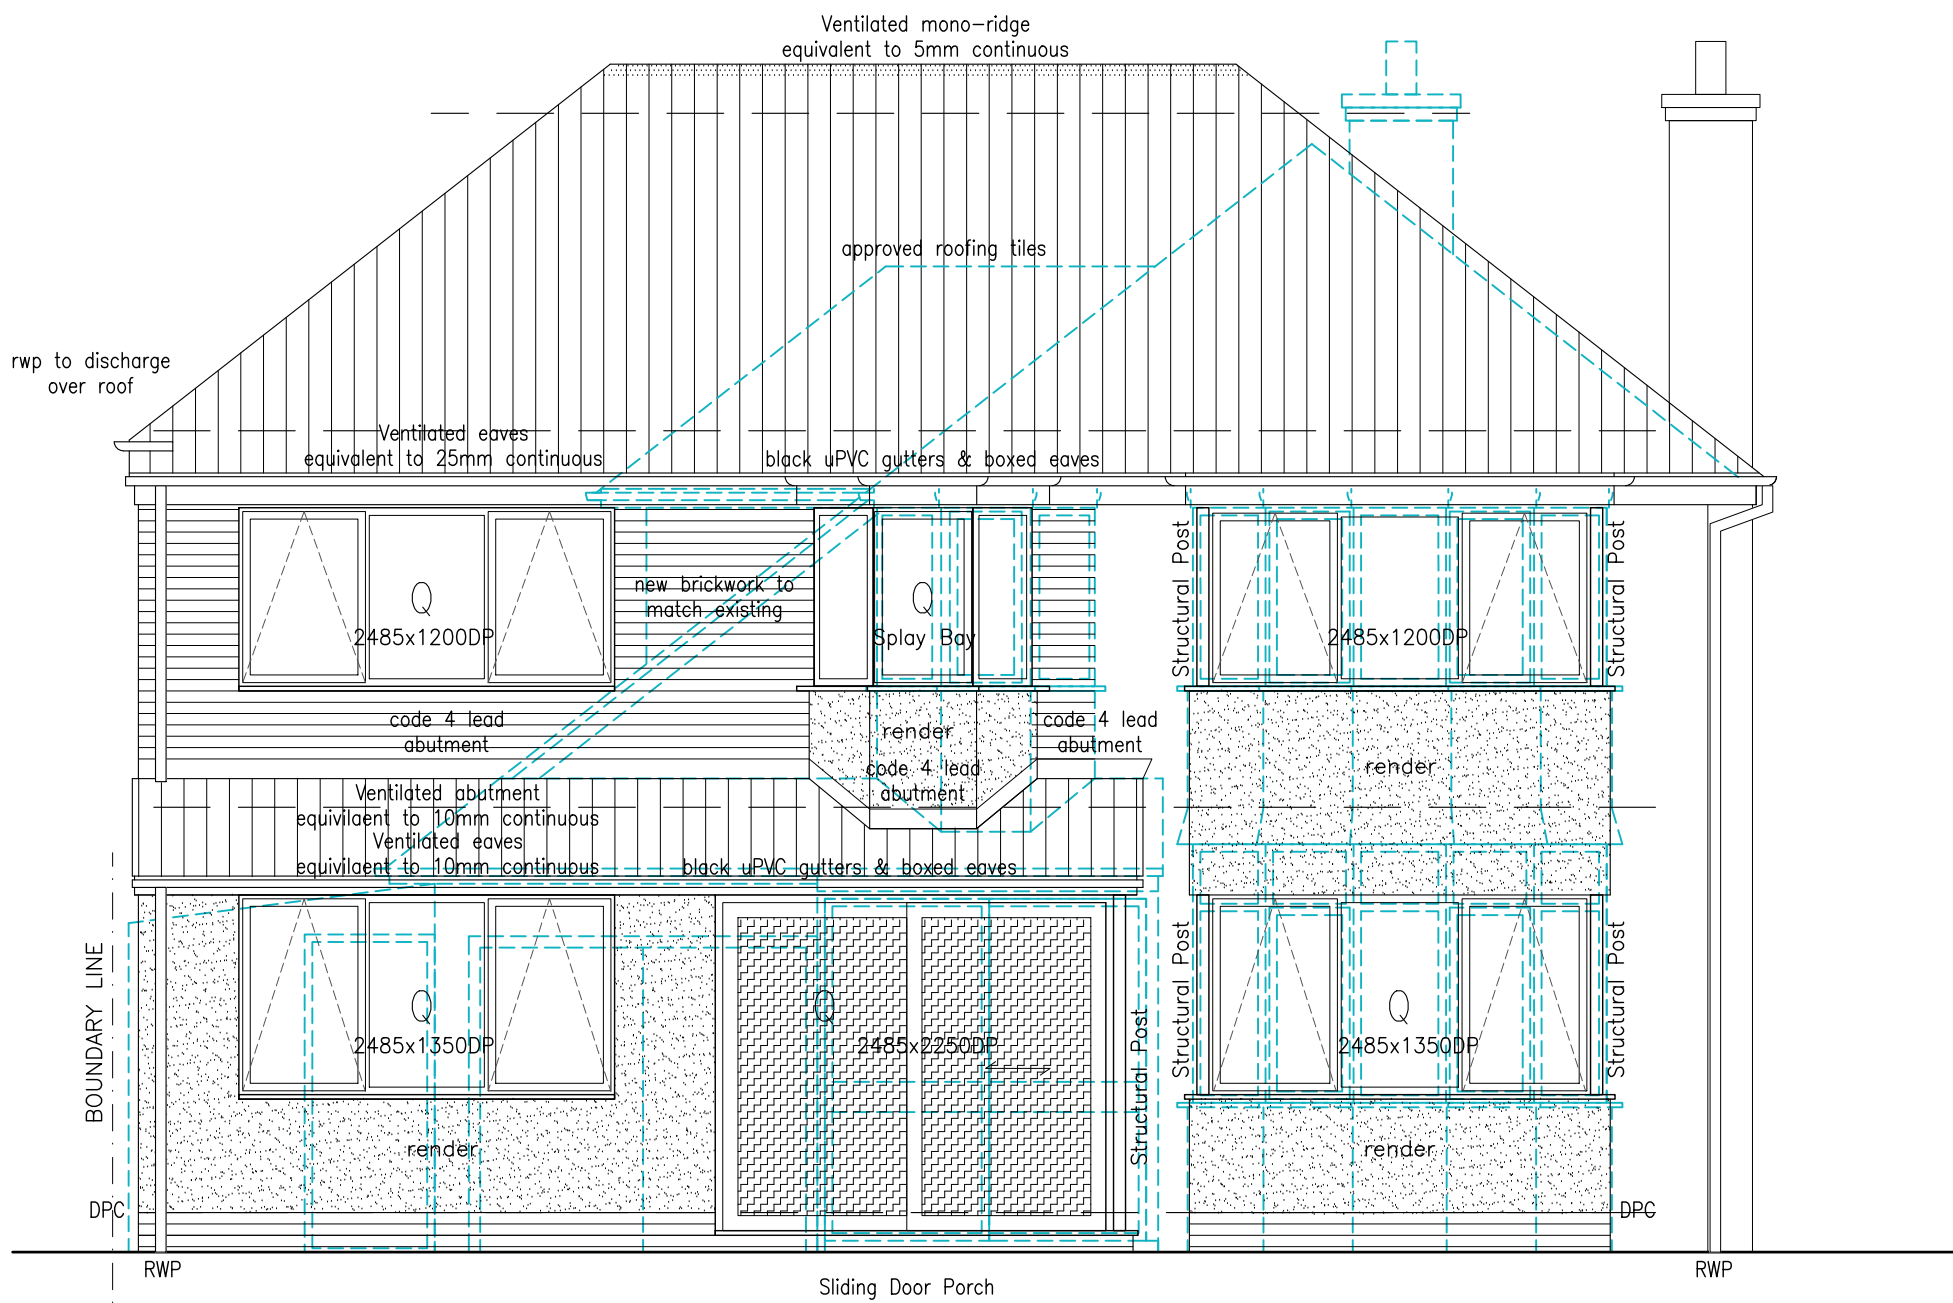 Ventilated mono-ridge
equivalent to 5mm continuous
approved roofing tiles
rwp to discharge
over roof
Ventilated eaves
equivalent to 25mm continuous
black uPVC gutters & boxed eaves
new brickwork to
match existing
Q
2485x1200DP
Q
Splay Bay
Structural Post
2485x1200DP
Structural Post
code 4 lead
abutment
render
code 4 lead
abutment
code 4 lead
abutment
render
Ventilated abutment
equivilaent to 10mm continuous
Ventilated eaves
equivilaent to 10mm continuous
black uPVC gutters & boxed eaves
BOUNDARY LINE
Q
2485x1350DP
Q
2485x2250DP
Structural Post
Structural Post
Q
2485x1350DP
Structural Post
render
render
DPC
DPC
RWP
Sliding Door Porch
RWP